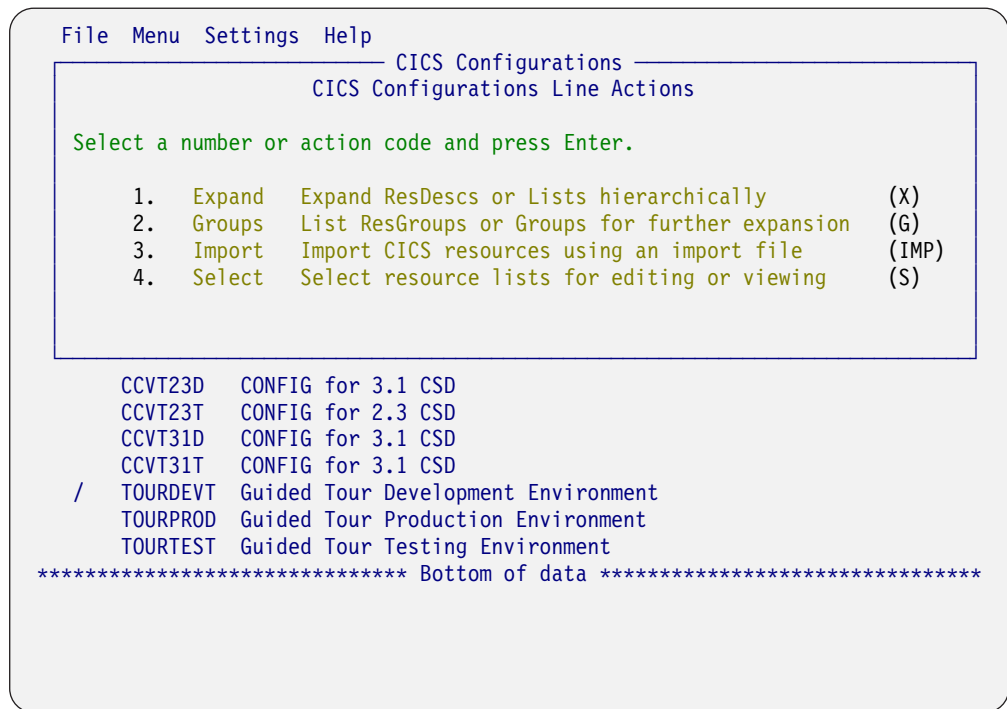 File  Menu  Settings  Help
CICS Configurations
CICS Configurations Line Actions
Select a number or action code and press Enter.
1.   Expand   Expand ResDescs or Lists hierarchically          (X)
2.   Groups   List ResGroups or Groups for further expansion   (G)
3.   Import   Import CICS resources using an import file       (IMP)
4.   Select   Select resource lists for editing or viewing     (S)
CCVT23D   CONFIG for 3.1 CSD
CCVT23T   CONFIG for 2.3 CSD
CCVT31D   CONFIG for 3.1 CSD
CCVT31T   CONFIG for 3.1 CSD
/   TOURDEVT  Guided Tour Development Environment
TOURPROD  Guided Tour Production Environment
TOURTEST  Guided Tour Testing Environment
******************************* Bottom of data ********************************